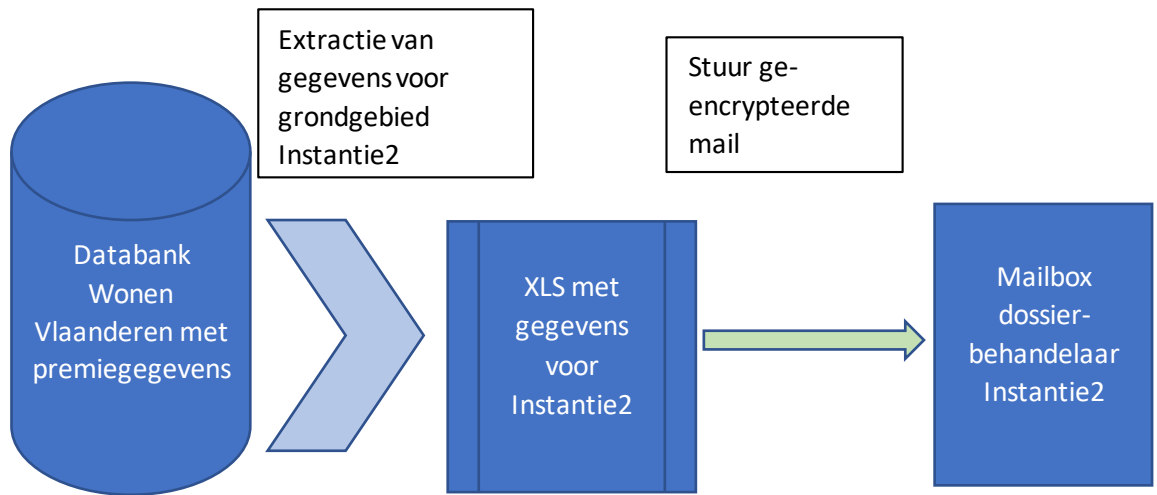 Extractie van
gegevens voor
grondgebied
Instantie2
Stuur ge-
encrypteerde
mail
Databank
Wonen
Vlaanderen met
premiegegevens
XLS met
gegevens
voor
Instantie2
Mailbox
dossier-
behandelaar
Instantie2